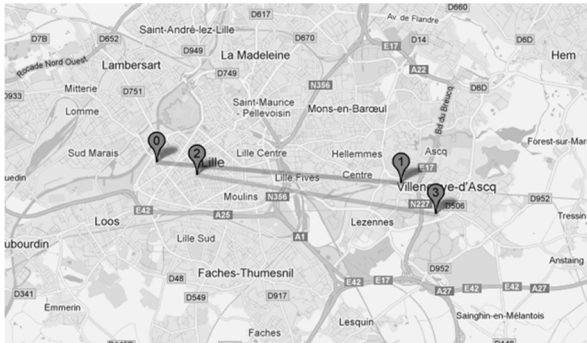 D617
D660
Saint-André-lez-Lille
Av. de Flandre
D7B
D652
D670
E17
D14
D6D
D949
La Madeleine
Hem
Rocade Nord Ouest
Lambersart
D749
A22
N356
D6D
Mitterie
D751
Saint-Maurice
- Pellevoisin
Mons-en-Barœul
Bd du Breucq
D933
Lomme
0
2
Sud Marais
Lille
Lille Centre
Hellemmes
Centre
1
Ascq
E17
Forest-sur-Mar
Lille Fives
Villeneuve-d'Ascq
3
Moulins
N356
N227
D506
D952
Loos
E42
A25
Lezennes
Tressin
A1
Lille Sud
D952
Anstaing
Faches-Thumesnil
D48
E42
E17
E42
A27
E42
A27
D341
D549
D917
Emmerin
Lesquin
Sainghin-en-Mélantois
Faches